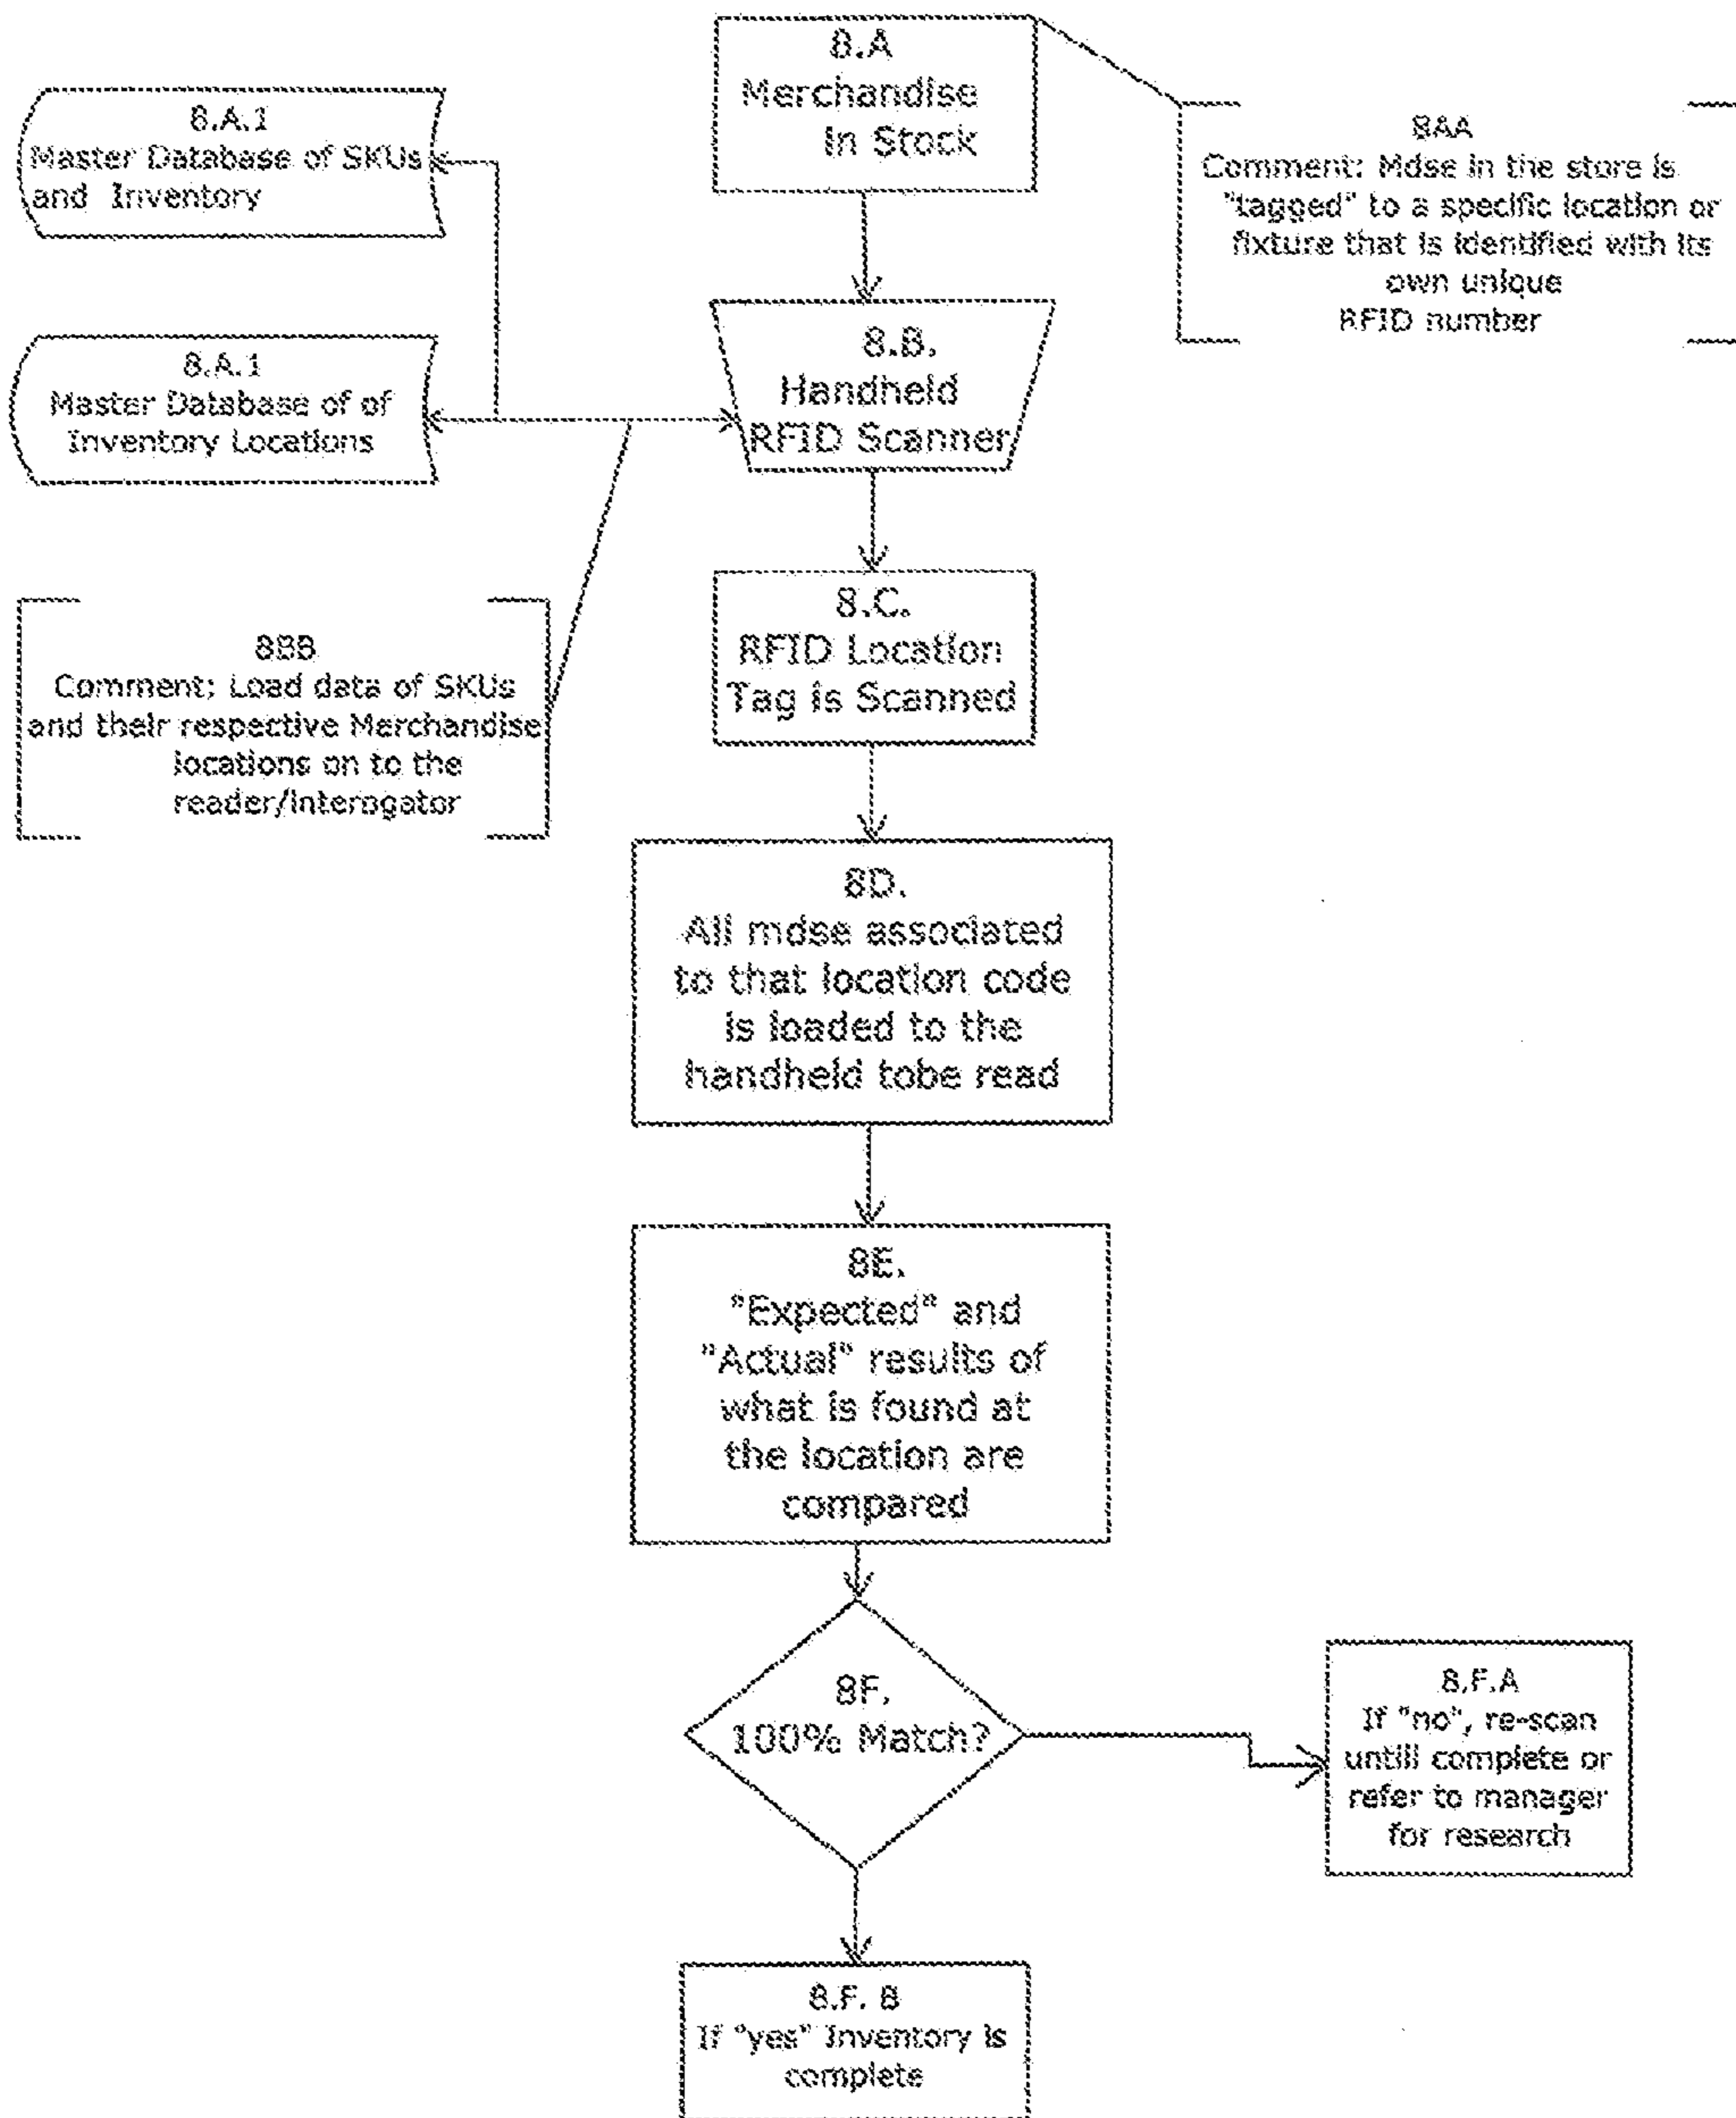 8.A
Merchandise
In Stock
8.A.1
Master Database of SKUs
and Inventory
8AA
Comment: Mdse in the store is
"tagged" to a specific location or
fixture that is identified with its
own unique
RFID number
8.B.
Handheld
RFID Scanner
8.A.1
Master Database of of
Inventory Locations
8.C.
RFID Location
Tag is Scanned
8BB
Comment: Load data of SKUs
and their respective Merchandise
locations on to the
reader/interogator
8D.
All mdse associated
to that location code
is loaded to the
handheld tobe read
8E.
"Expected" and
"Actual" results of
what is found at
the location are
compared
8F.
100% Match?
8.F.A
If "no", re-scan
untill complete or
refer to manager
for research
8.F. B
If "yes" Inventory is
complete